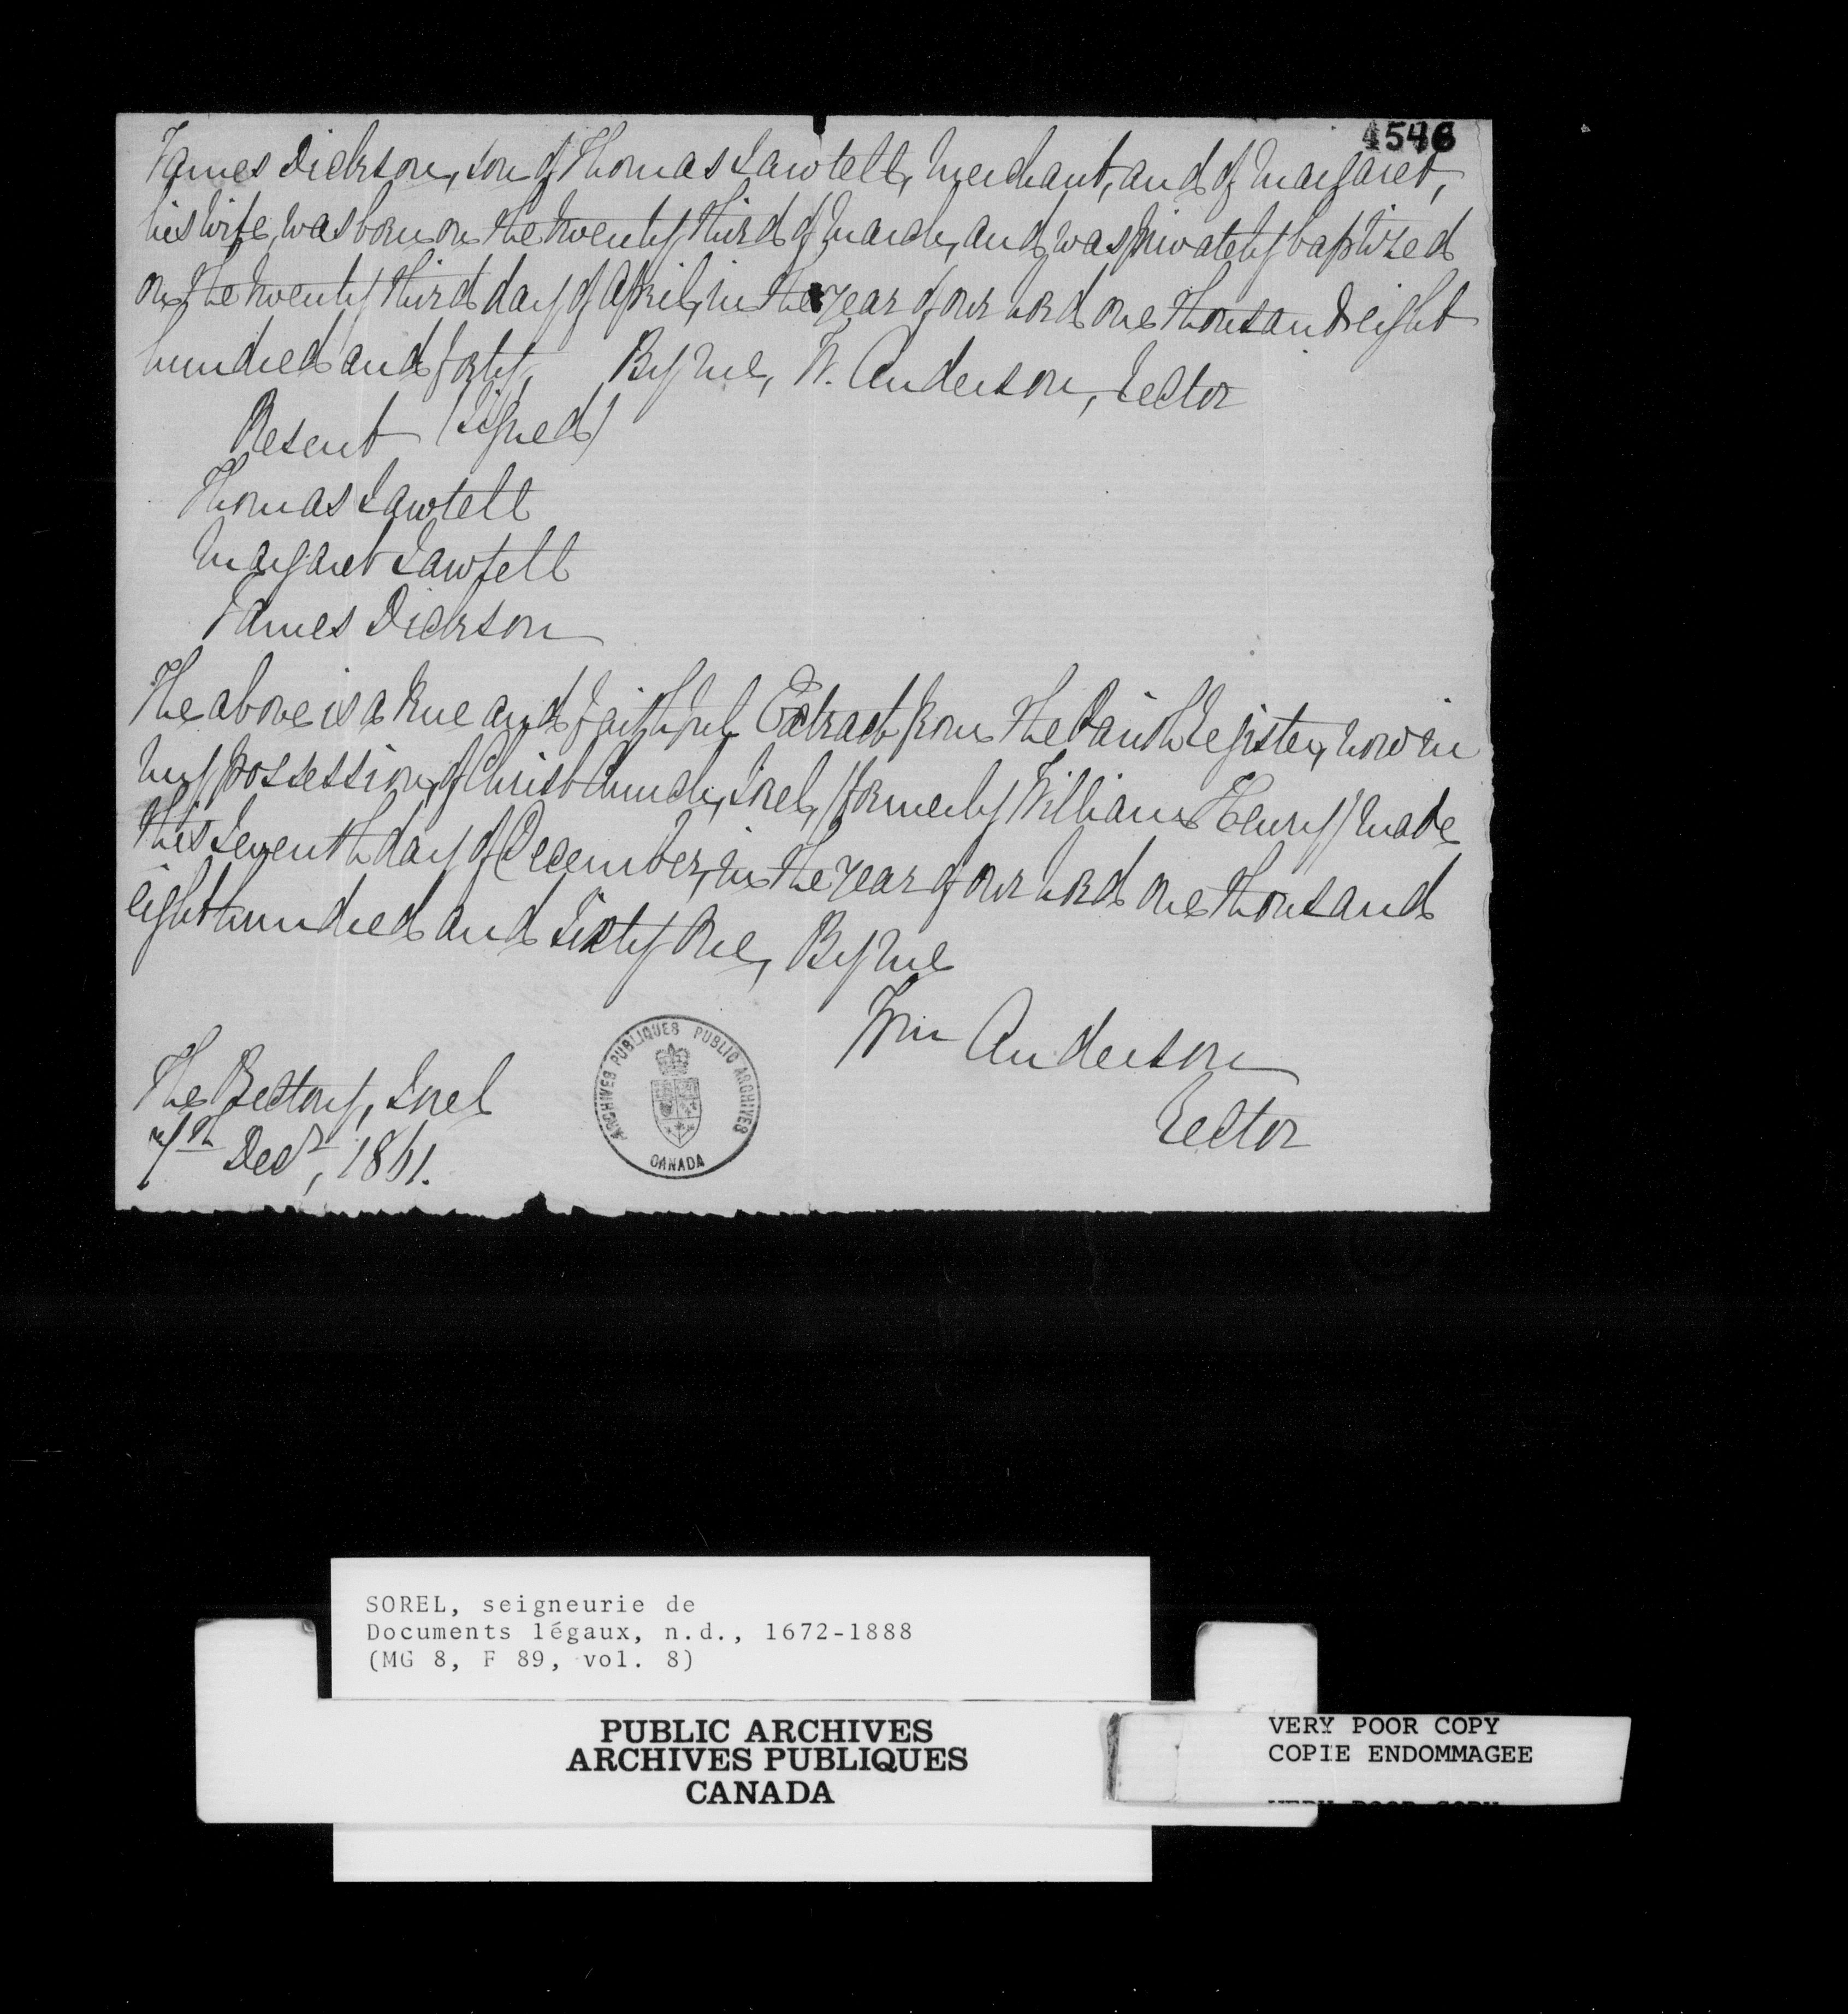 4546
James Dickson, son of Thomas Sawtell, Merchant, and of Margaret,
his wife, was born on the twenty third of March, and was privately baptized
on the twenty third day of April, in the year of our Lord one thousand eight
hundred and forty, By me, W. Anderson, Rector
Present (Signed)
Thomas Sawtell
Margaret Sawtell
James Dickson
The above is a true and faithful Extract from the Parish Register, now in
my possession, of Christ Church, Sorel, (formerly William Henry) made
this seventh day of December, in the year of our Lord one thousand
eight hundred and sixty one, By me
Wm Anderson
Rector
The Rectory, Sorel
7th Decr, 1861.
ARCHIVES PUBLIQUES PUBLIC ARCHIVES
CANADA
SOREL, seigneurie de
Documents légaux, n.d., 1672-1888
(MG 8, F 89, vol. 8)
PUBLIC ARCHIVES
ARCHIVES PUBLIQUES
CANADA
VERY POOR COPY
COPIE ENDOMMAGEE
VERY POOR COPY